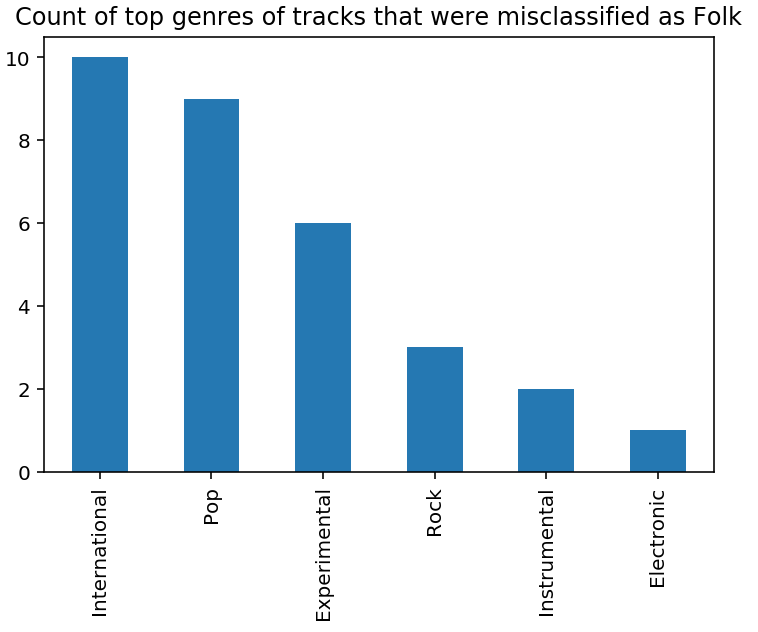 Count of top genres of tracks that were misclassified as Folk
10
8
6
4
2
0
International
Pop
Experimental
Rock
Instrumental
Electronic